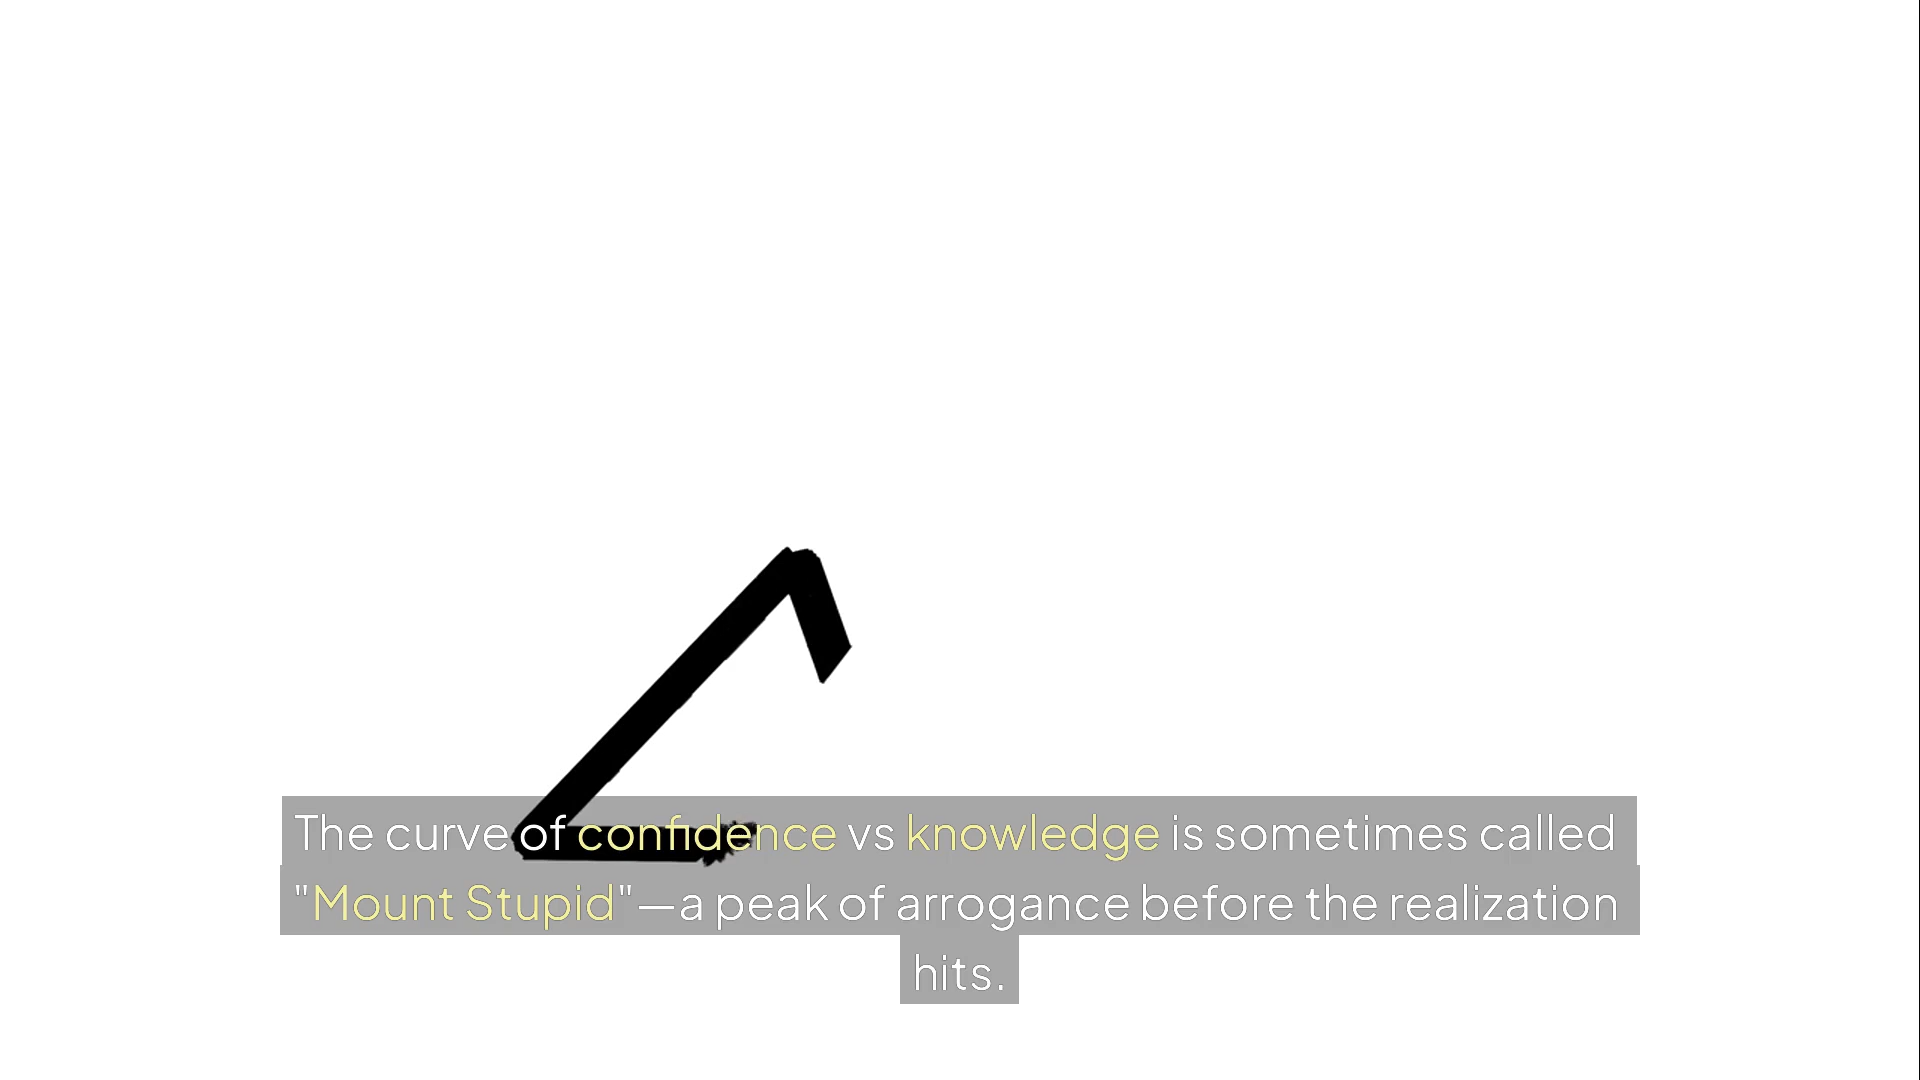 The curve of confidence vs knowledge is sometimes called
"Mount Stupid"—a peak of arrogance before the realization
hits.